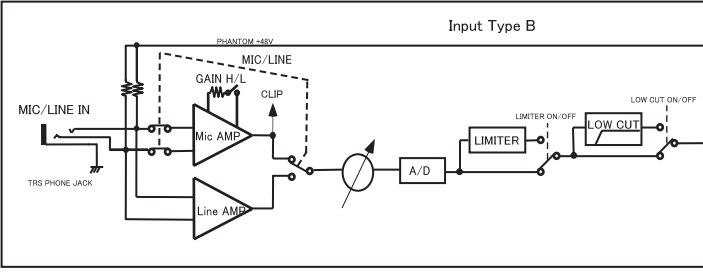 Input Type B
PHANTOM +48V
MIC/LINE
GAIN H/L
CLIP
MIC/LINE IN
Mic AMP
LIMITER ON/OFF
LOW CUT ON/OFF
LIMITER
LOW CUT
A/D
TRS PHONE JACK
Line AMP